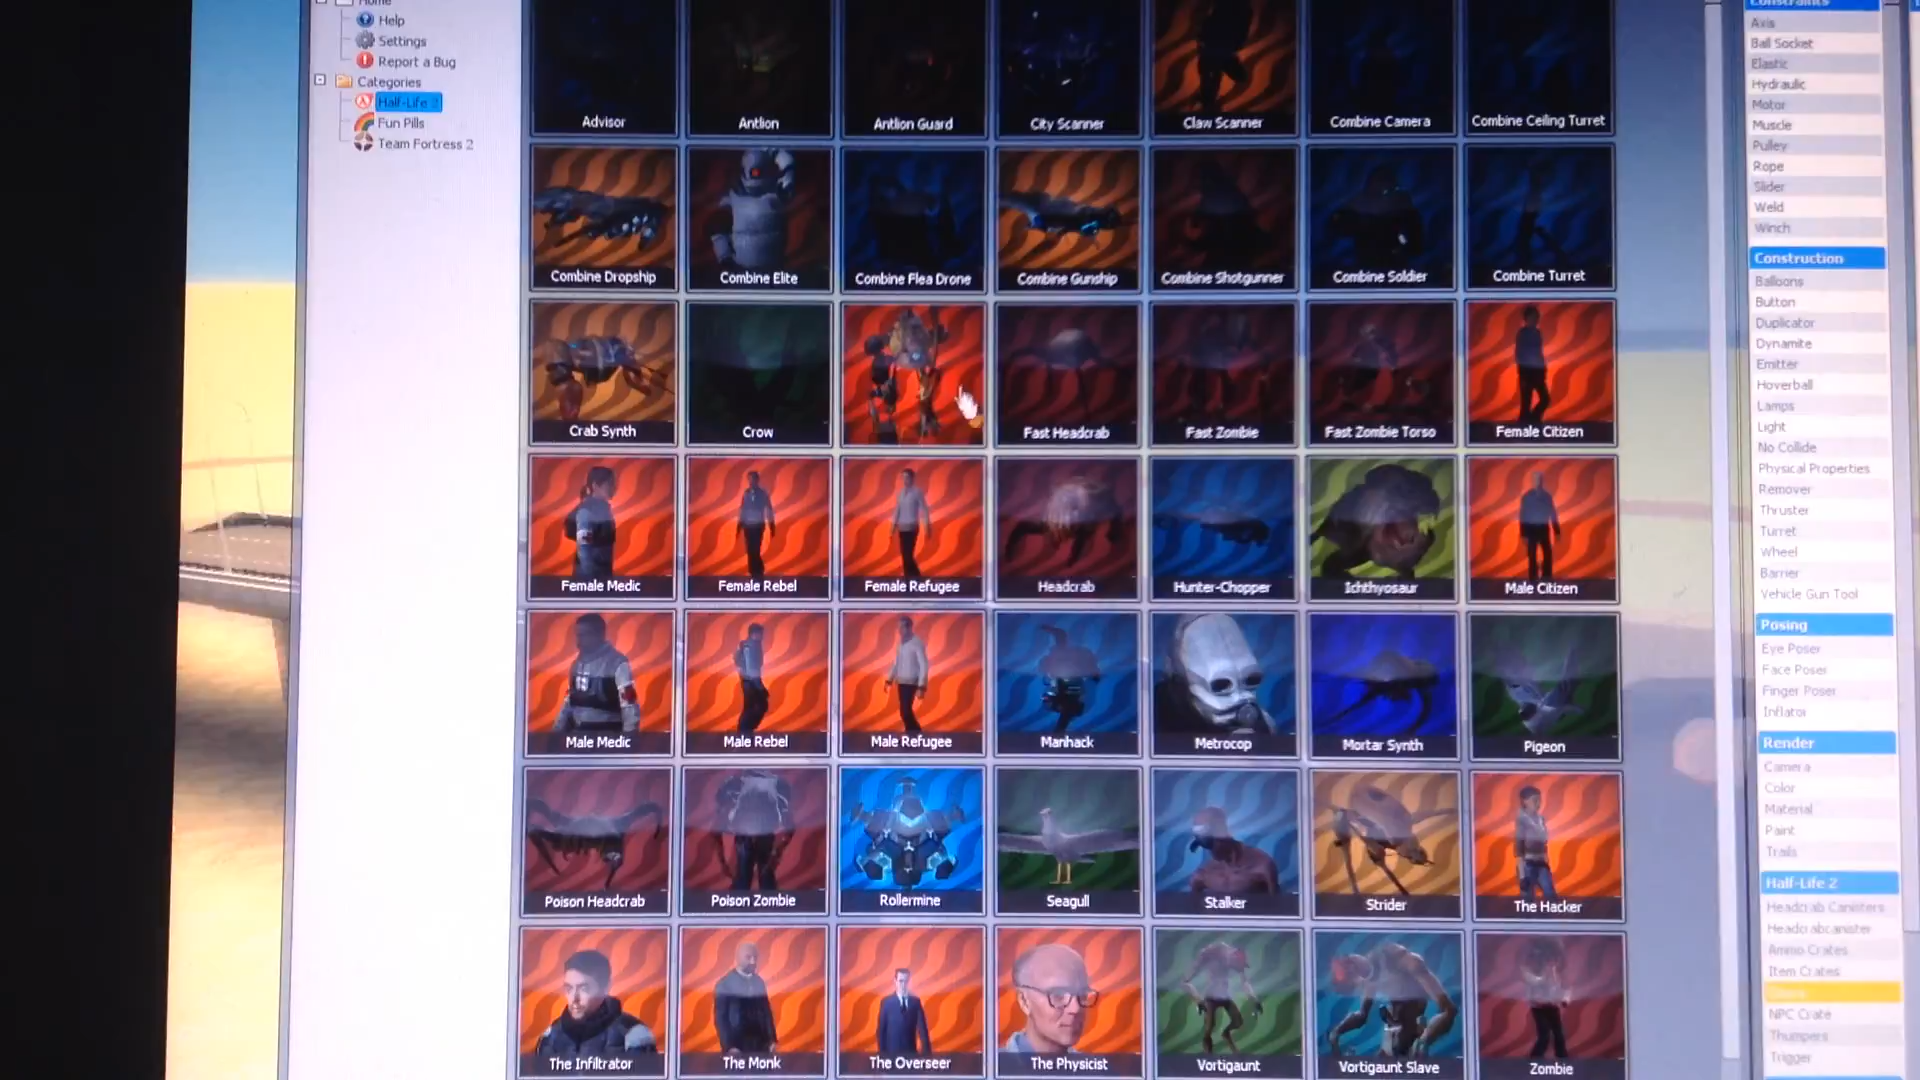 Home
Help
Settings
Report a Bug
Categories
Half-Life 2
Fun Pills
Team Fortress 2
Advisor
Antlion
Antlion Guard
City Scanner
Claw Scanner
Combine Camera
Combine Ceiling Turret
Combine Dropship
Combine Elite
Combine Flea Drone
Combine Gunship
Combine Shotgunner
Combine Soldier
Combine Turret
Crab Synth
Crow
Fast Headcrab
Fast Zombie
Fast Zombie Torso
Female Citizen
Female Medic
Female Rebel
Female Refugee
Headcrab
Hunter-Chopper
Ichthyosaur
Male Citizen
Male Medic
Male Rebel
Male Refugee
Manhack
Metrocop
Mortar Synth
Pigeon
Poison Headcrab
Poison Zombie
Rollermine
Seagull
Stalker
Strider
The Hacker
The Infiltrator
The Monk
The Overseer
The Physicist
Vortigaunt
Vortigaunt Slave
Zombie
Constraints
Axis
Ball Socket
Elastic
Hydraulic
Motor
Muscle
Pulley
Rope
Slider
Weld
Winch
Construction
Balloons
Button
Duplicator
Dynamite
Emitter
Hoverball
Lamps
Light
No Collide
Physical Properties
Remover
Thruster
Turret
Wheel
Barrier
Vehicle Gun Tool
Posing
Eye Poser
Face Poser
Finger Poser
Inflator
Render
Camera
Color
Material
Paint
Trails
Half-Life 2
Headcrab Canisters
Headcrabcanister
Ammo Crates
Item Crates
NPC Crate
Thumpers
Trigger